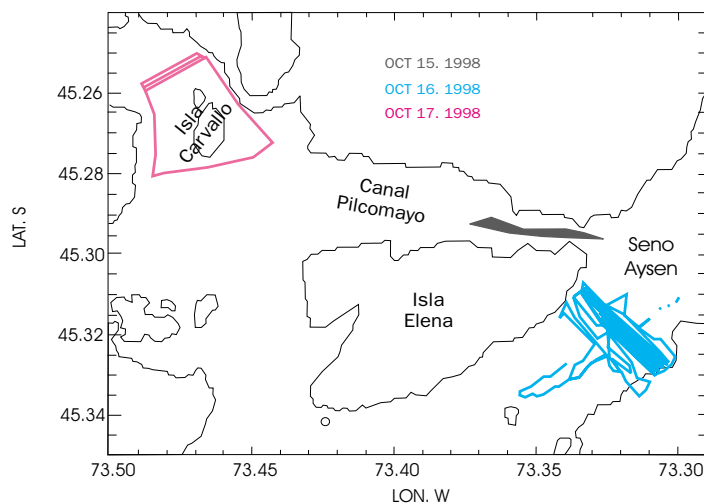 OCT 15. 1998
OCT 16. 1998
OCT 17. 1998
45.26
45.28
45.30
45.32
45.34
LAT. S
Isla
Carvallo
Canal
Pilcomayo
Seno
Aysen
Isla
Elena
73.50
73.45
73.40
73.35
73.30
LON. W